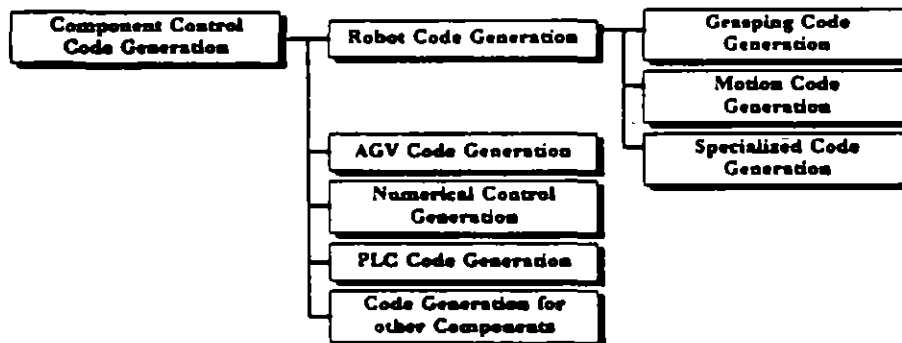 Component Control
Code Generation
Robot Code Generation
Grasping Code
Generation
Motion Code
Generation
Specialized Code
Generation
AGV Code Generation
Numerical Control
Generation
PLC Code Generation
Code Generation for
other Components